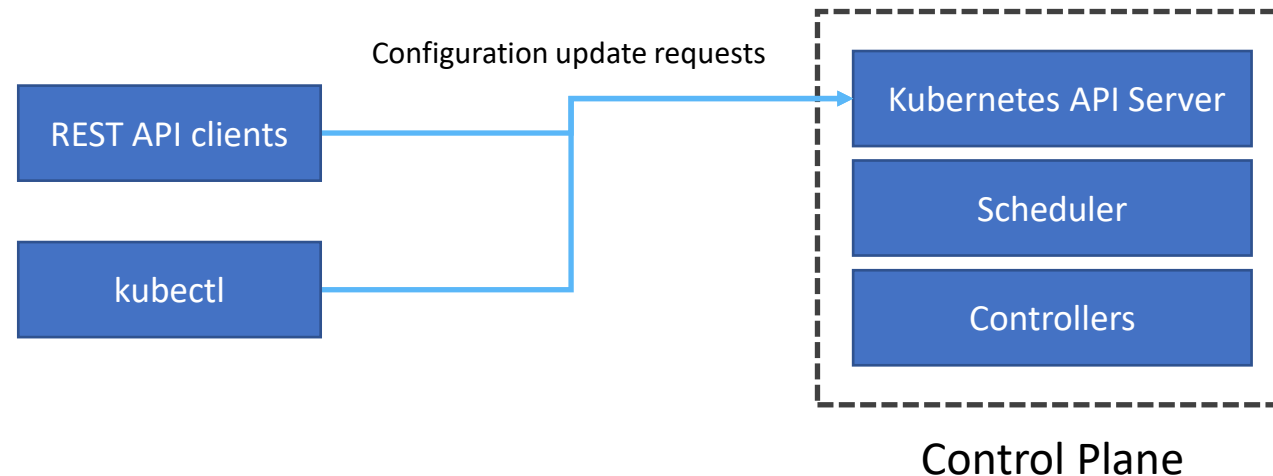 Configuration update requests
REST API clients
kubectl
Kubernetes API Server
Scheduler
Controllers
Control Plane